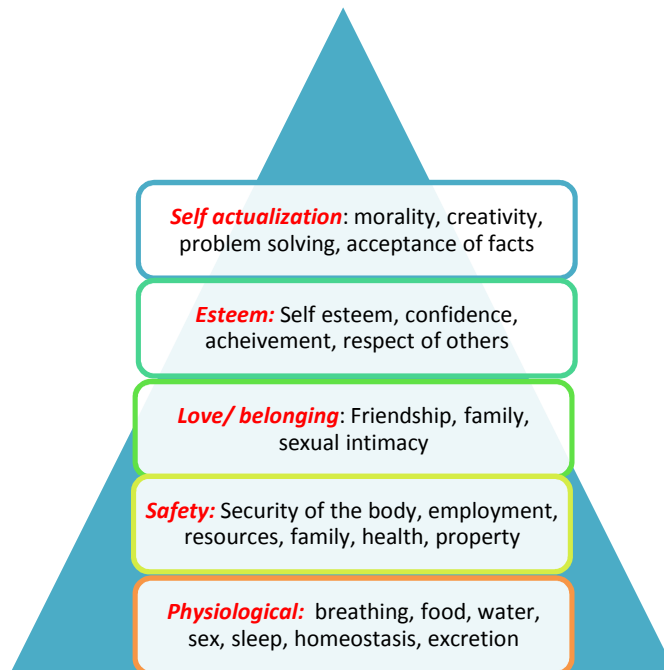 Self actualization: morality, creativity,
problem solving, acceptance of facts
Esteem: Self esteem, confidence,
acheivement, respect of others
Love/ belonging: Friendship, family,
sexual intimacy
Safety: Security of the body, employment,
resources, family, health, property
Physiological:  breathing, food, water,
sex, sleep, homeostasis, excretion